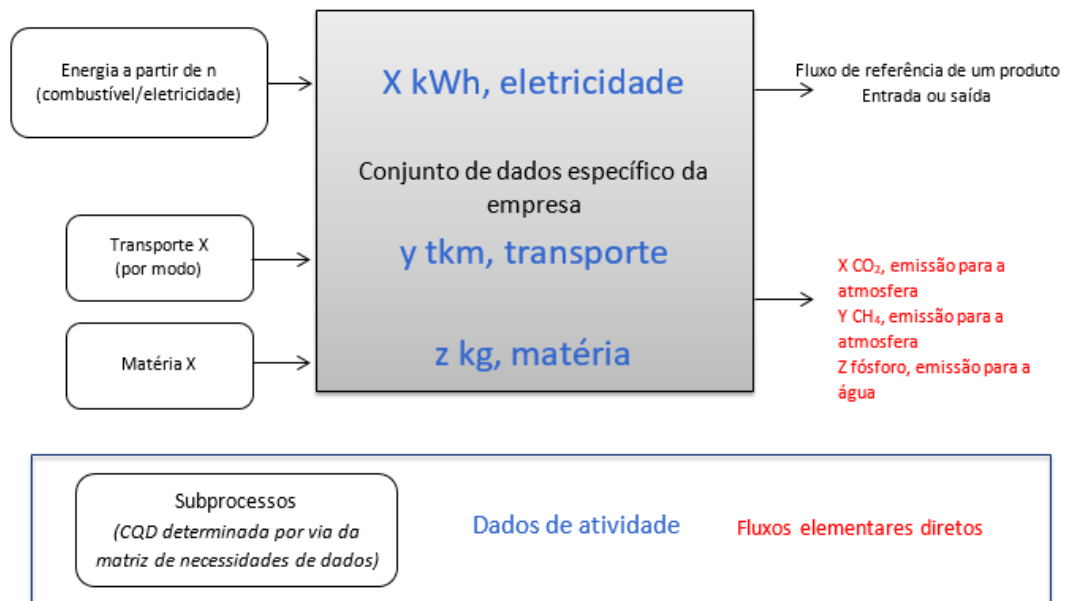 Energia a partir de n
(combustível/eletricidade)
X kWh, eletricidade
Fluxo de referência de um produto
Entrada ou saída
Conjunto de dados específico da
empresa
Transporte X
(por modo)
y tkm, transporte
X CO₂, emissão para a
atmosfera
Y CH₄, emissão para a
atmosfera
Z fósforo, emissão para a
água
Matéria X
z kg, matéria
Subprocessos
(CQD determinada por via da
matriz de necessidades de dados)
Dados de atividade
Fluxos elementares diretos